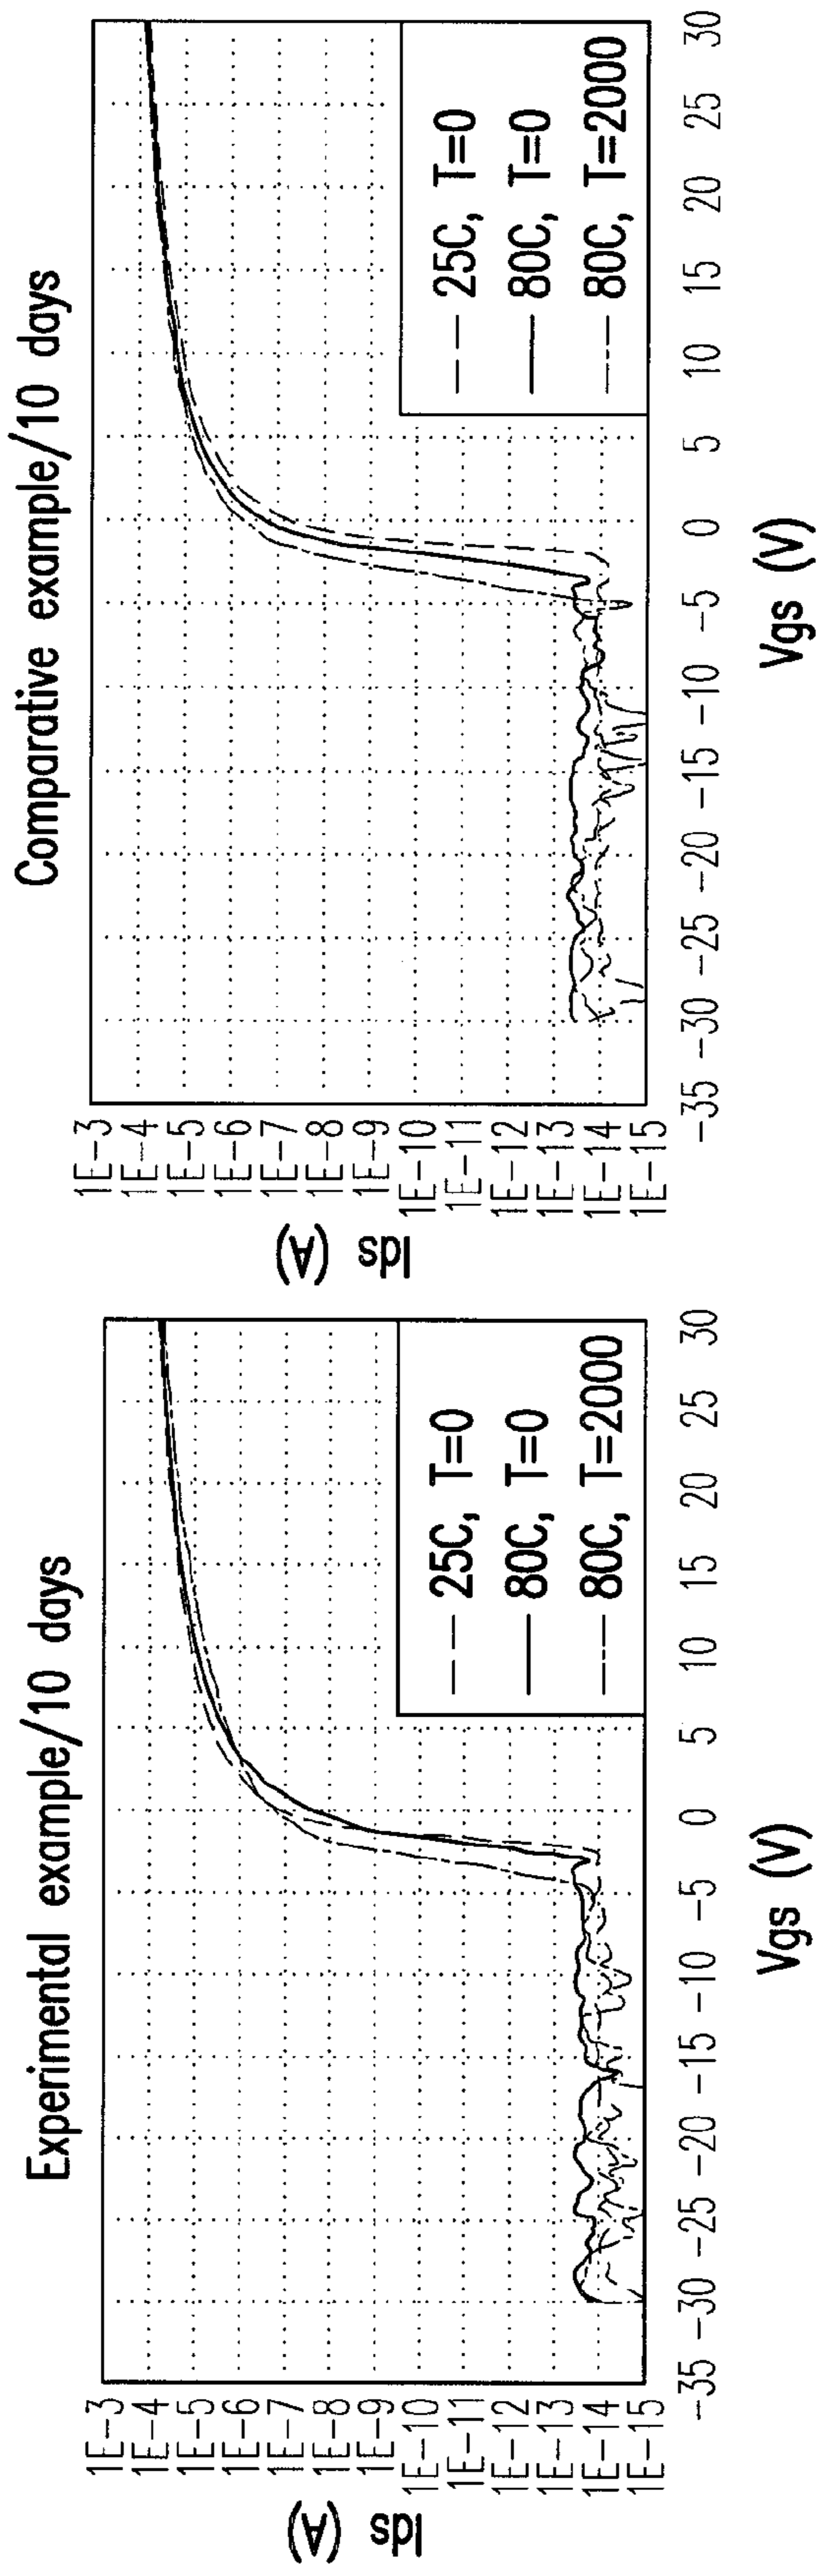 Experimental example/10 days
Ids (A)
1E-3
1E-4
1E-5
1E-6
1E-7
1E-8
1E-9
1E-10
1E-11
1E-12
1E-13
1E-14
1E-15
25C, T=0
80C, T=0
80C, T=2000
-35 -30 -25 -20 -15 -10 -5 0 5 10 15 20 25 30
Vgs (V)
Comparative example/10 days
Ids (A)
1E-3
1E-4
1E-5
1E-6
1E-7
1E-8
1E-9
1E-10
1E-11
1E-12
1E-13
1E-14
1E-15
25C, T=0
80C, T=0
80C, T=2000
-35 -30 -25 -20 -15 -10 -5 0 5 10 15 20 25 30
Vgs (V)